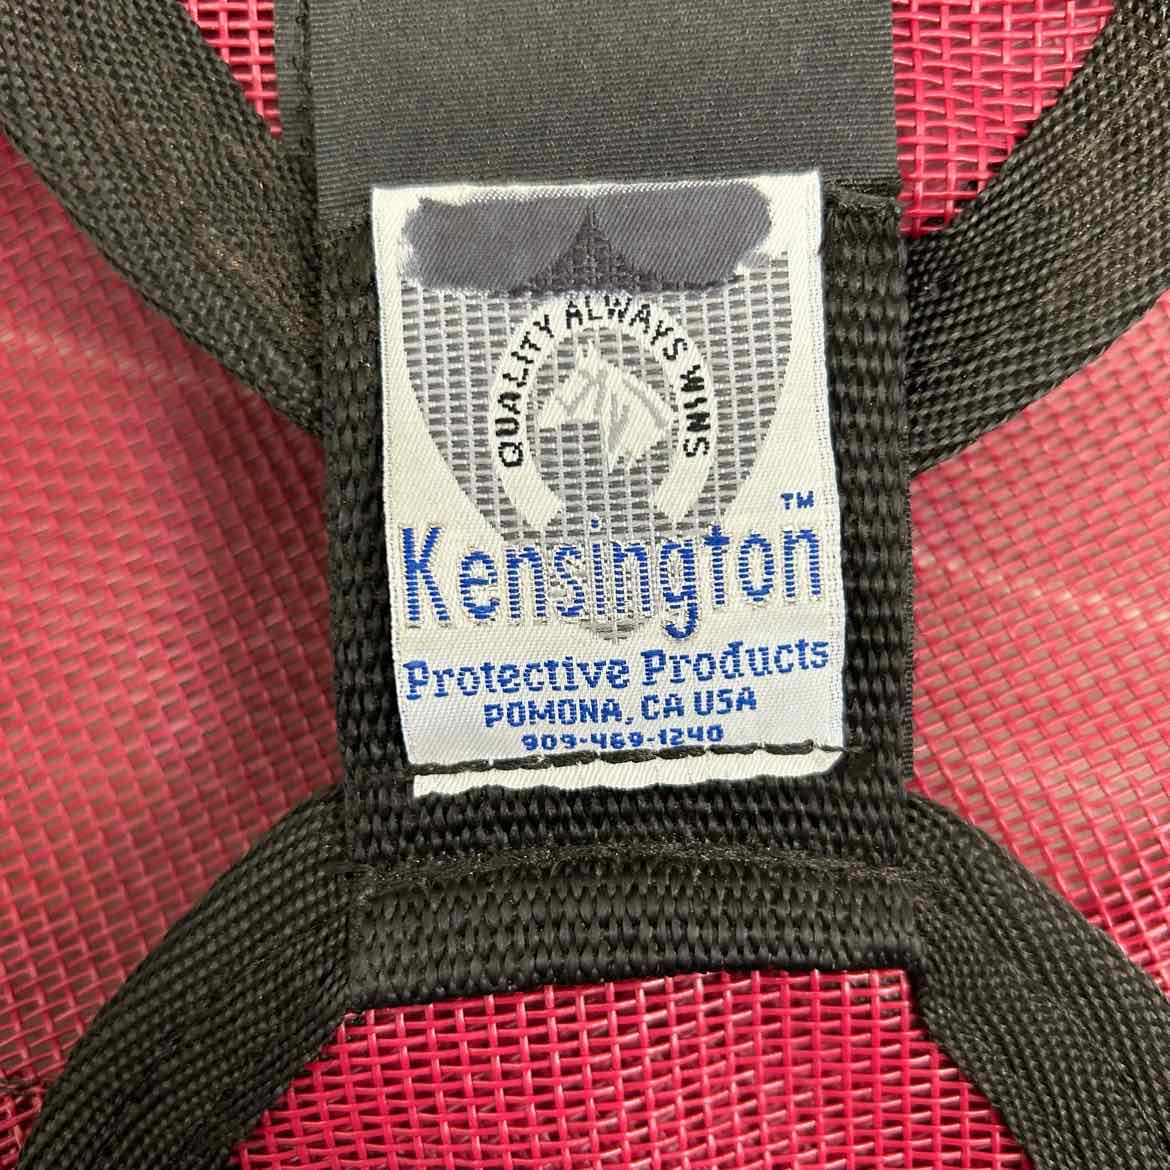 QUALITY ALWAYS WINS
Kensington™
Protective Products
POMONA, CA USA
909-469-1240